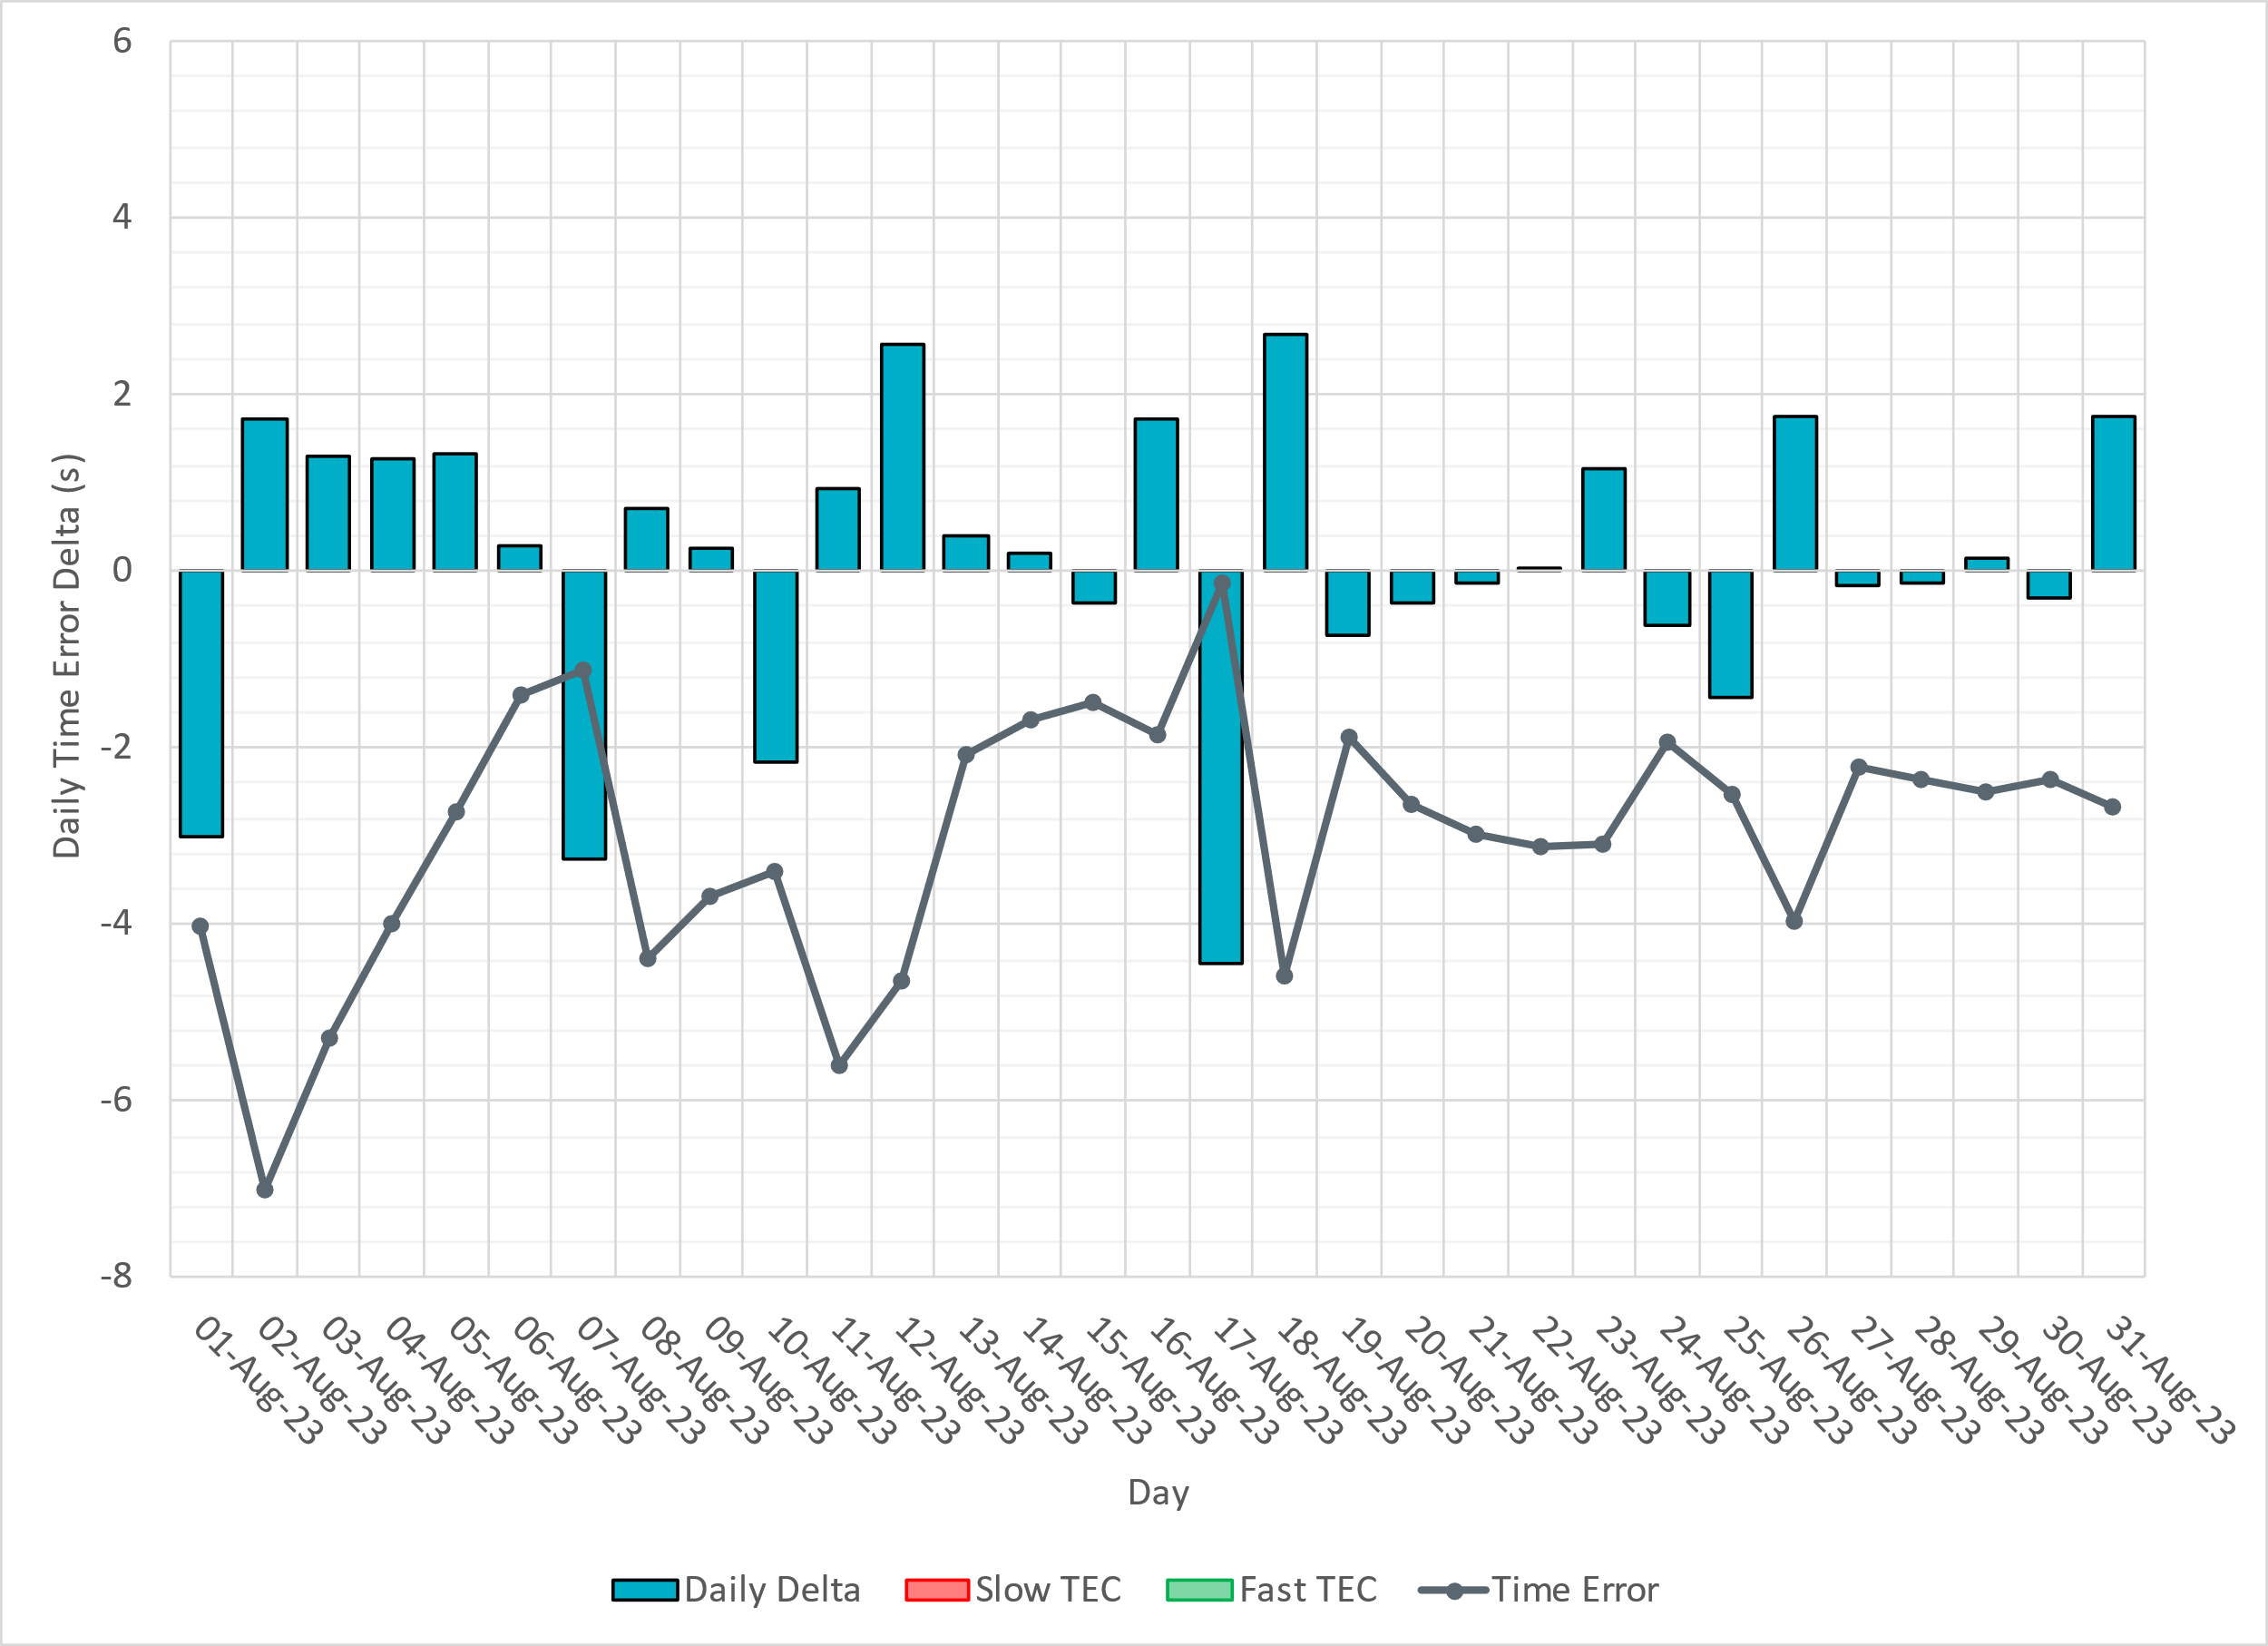 6
4
2
0
-2
-4
-6
-8
Daily Time Error Delta (s)
01-Aug-23
02-Aug-23
03-Aug-23
04-Aug-23
05-Aug-23
06-Aug-23
07-Aug-23
08-Aug-23
09-Aug-23
10-Aug-23
11-Aug-23
12-Aug-23
13-Aug-23
14-Aug-23
15-Aug-23
16-Aug-23
17-Aug-23
18-Aug-23
19-Aug-23
20-Aug-23
21-Aug-23
22-Aug-23
23-Aug-23
24-Aug-23
25-Aug-23
26-Aug-23
27-Aug-23
28-Aug-23
29-Aug-23
30-Aug-23
31-Aug-23
Day
Daily Delta
Slow TEC
Fast TEC
Time Error